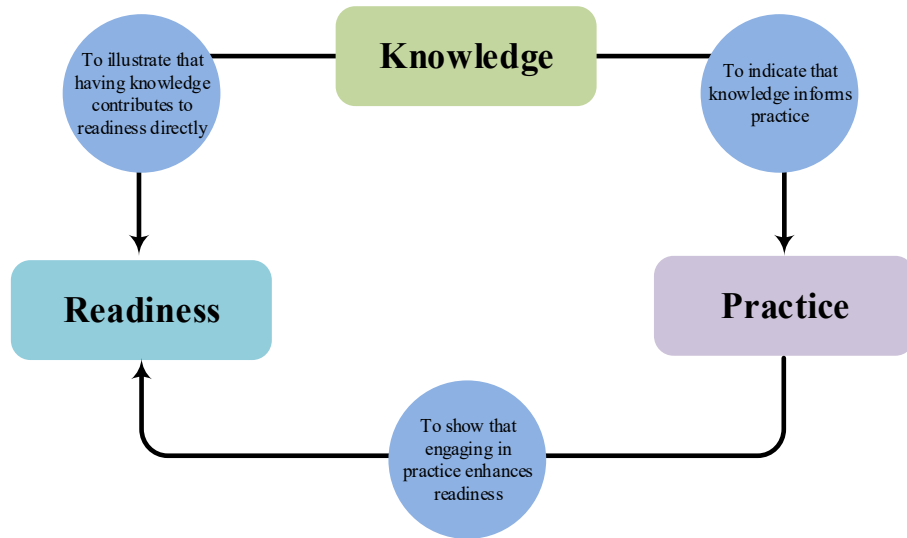 Knowledge
To illustrate that
having knowledge
contributes to
readiness directly
To indicate that
knowledge informs
practice
Readiness
Practice
To show that
engaging in
practice enhances
readiness